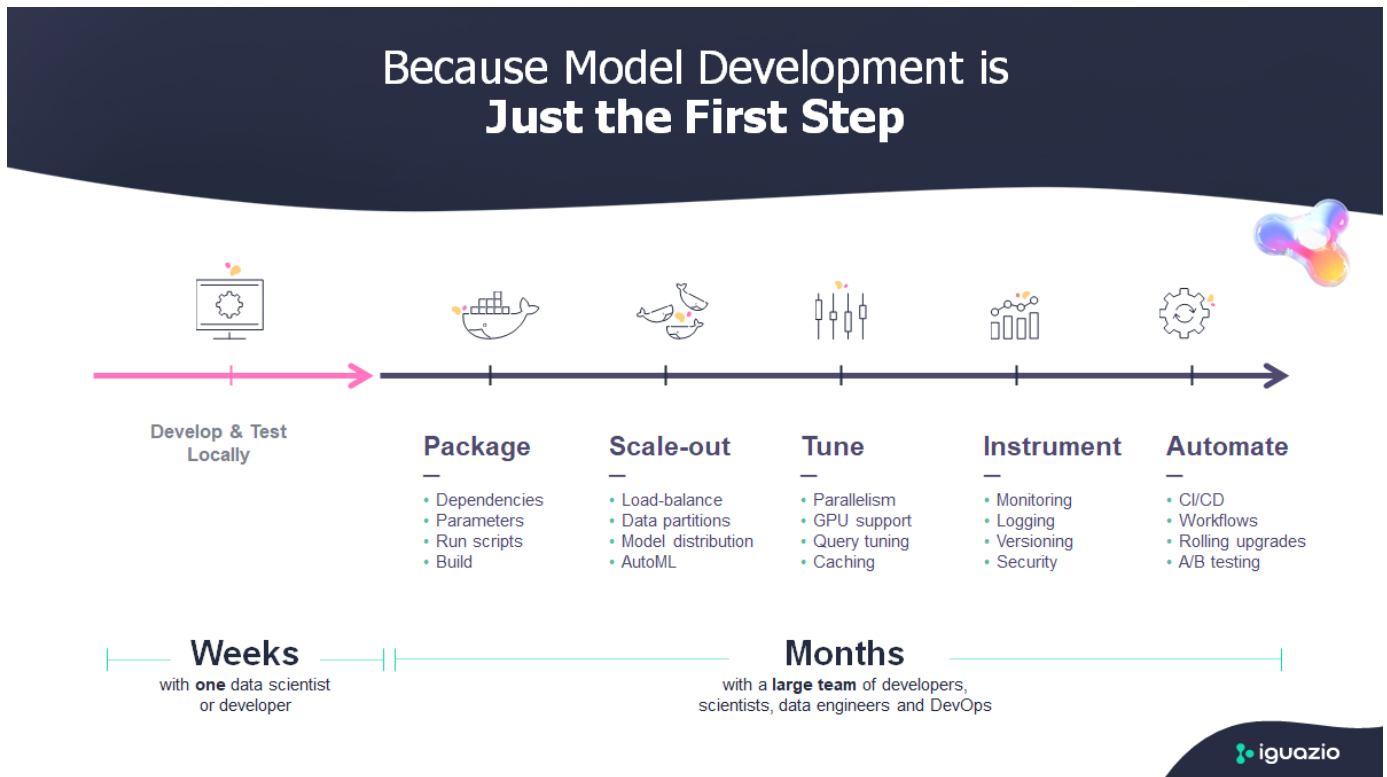 Because Model Development is
Just the First Step
Develop & Test
Locally
Package
• Dependencies
• Parameters
• Run scripts
• Build
Scale-out
• Load-balance
• Data partitions
• Model distribution
• AutoML
Tune
• Parallelism
• GPU support
• Query tuning
• Caching
Instrument
• Monitoring
• Logging
• Versioning
• Security
Automate
• CI/CD
• Workflows
• Rolling upgrades
• A/B testing
Weeks
with one data scientist
or developer
Months
with a large team of developers,
scientists, data engineers and DevOps
iguazio